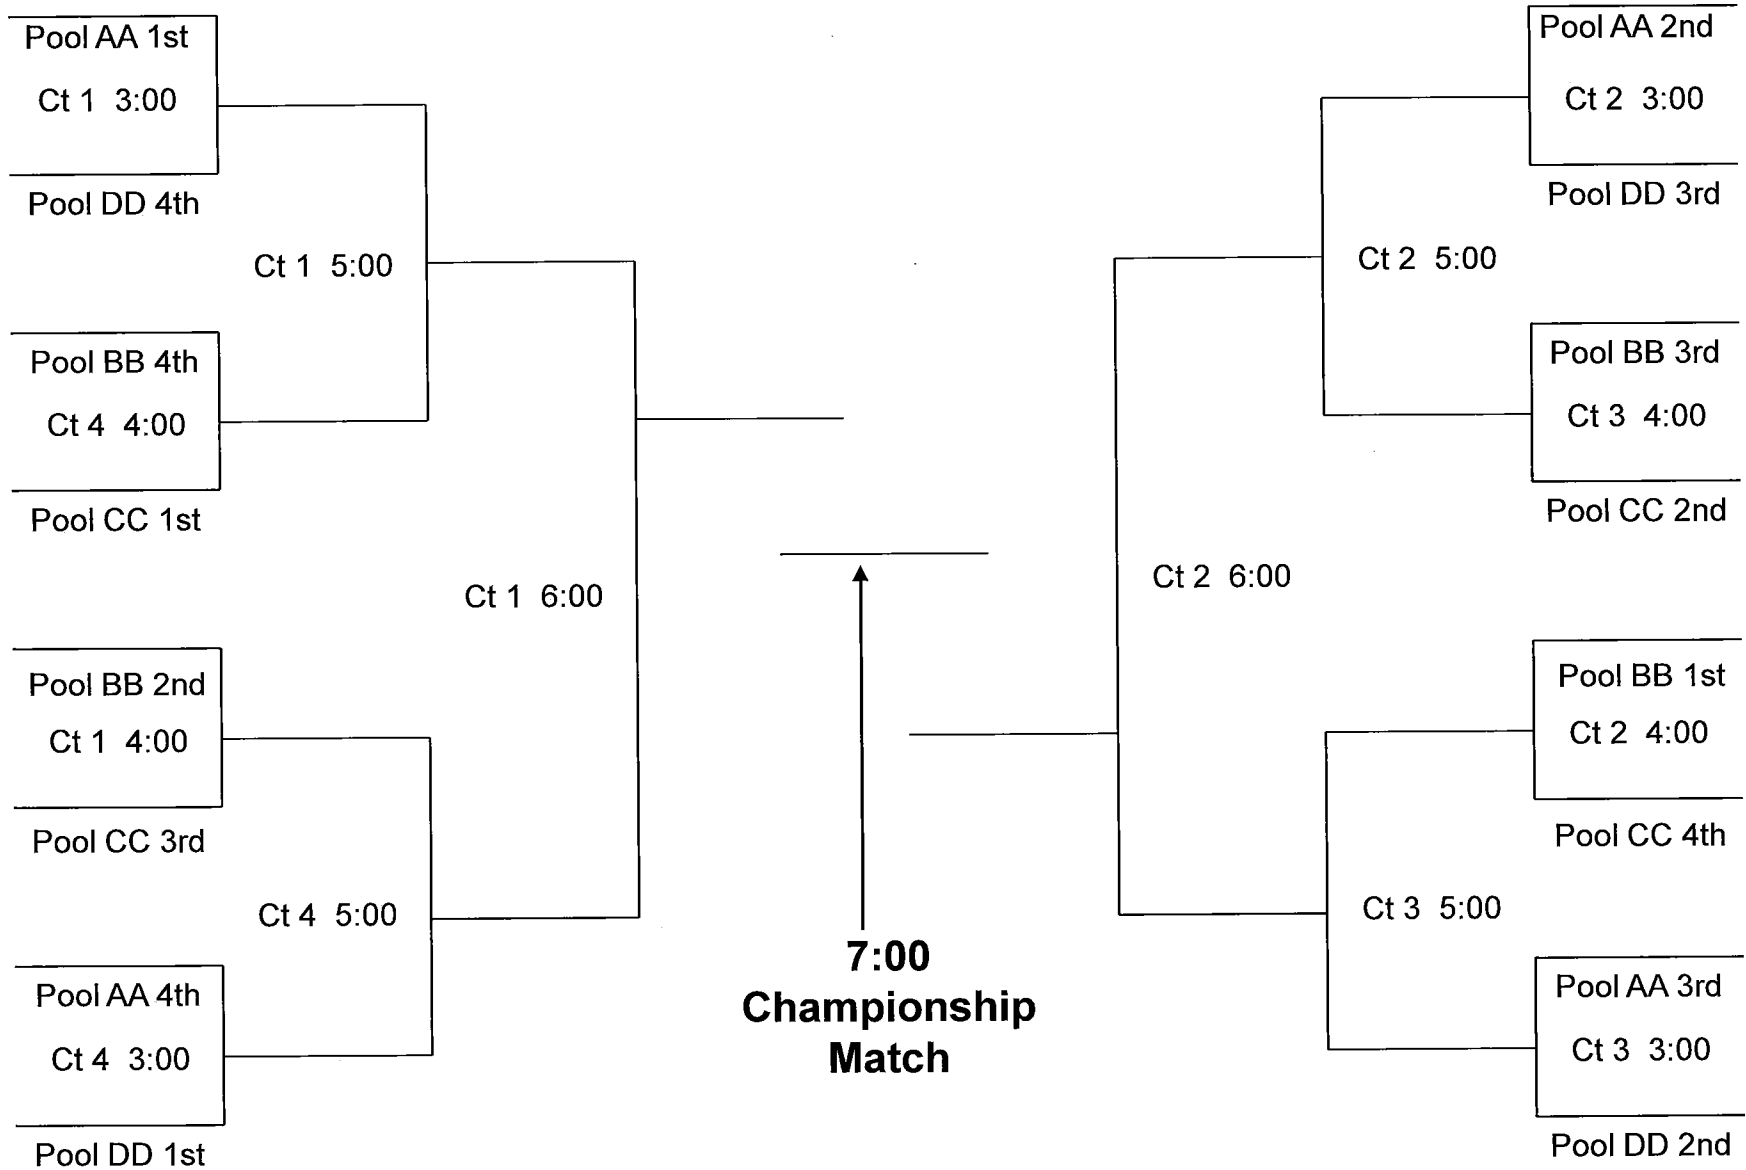 Pool AA 1st
Ct 1 3:00
Pool DD 4th
Ct 1 5:00
Pool BB 4th
Ct 4 4:00
Pool CC 1st
Ct 1 6:00
Pool BB 2nd
Ct 1 4:00
Pool CC 3rd
Ct 4 5:00
Pool AA 4th
Ct 4 3:00
Pool DD 1st
7:00
Championship
Match
Pool AA 2nd
Ct 2 3:00
Pool DD 3rd
Ct 2 5:00
Pool BB 3rd
Ct 3 4:00
Pool CC 2nd
Ct 2 6:00
Pool BB 1st
Ct 2 4:00
Pool CC 4th
Ct 3 5:00
Pool AA 3rd
Ct 3 3:00
Pool DD 2nd